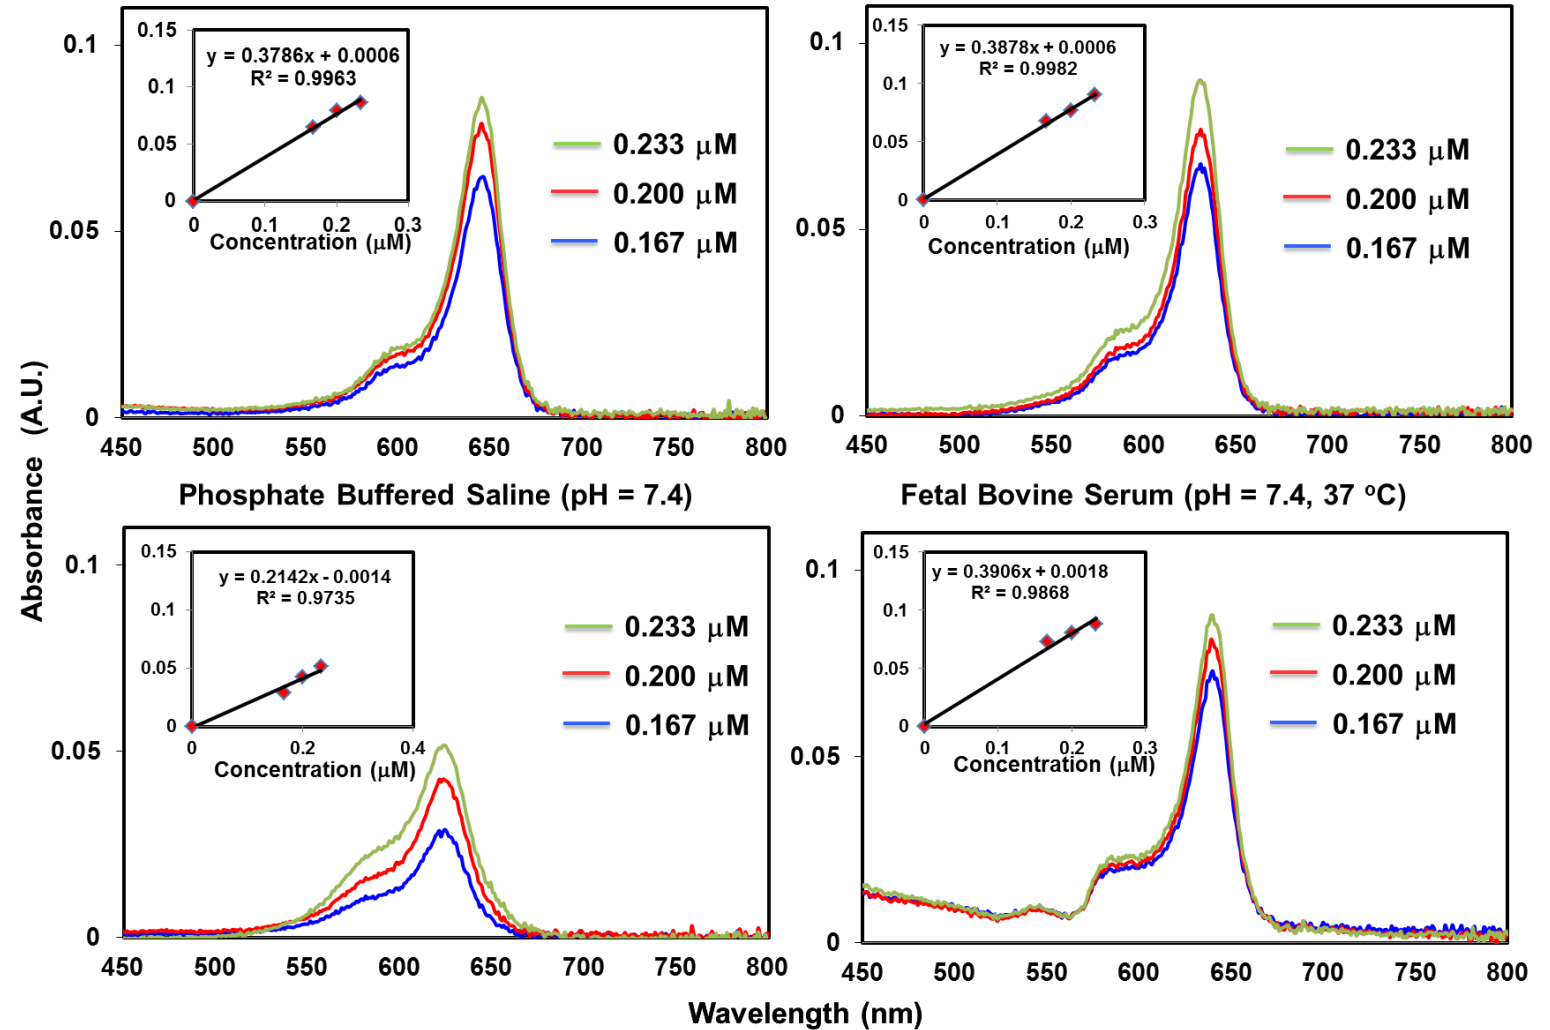 0.1
0.05
0
450 500 550 600 650 700 750 800
0.15
0.1
0.05
0
0 0.1 0.2 0.3
y = 0.3786x + 0.0006
R² = 0.9963
Concentration (μM)
0.233 μM
0.200 μM
0.167 μM
0.1
0.05
0
450 500 550 600 650 700 750 800
0.15
0.1
0.05
0
0 0.1 0.2 0.3
y = 0.3878x + 0.0006
R² = 0.9982
Concentration (μM)
0.233 μM
0.200 μM
0.167 μM
Phosphate Buffered Saline (pH = 7.4)
Fetal Bovine Serum (pH = 7.4, 37 ºC)
Absorbance (A.U.)
0.1
0.05
0
450 500 550 600 650 700 750 800
0.15
0.1
0.05
0
0 0.2 0.4
y = 0.2142x - 0.0014
R² = 0.9735
Concentration (μM)
0.233 μM
0.200 μM
0.167 μM
0.1
0.05
0
450 500 550 600 650 700 750 800
0.15
0.1
0.05
0
0 0.1 0.2 0.3
y = 0.3906x + 0.0018
R² = 0.9868
Concentration (μM)
0.233 μM
0.200 μM
0.167 μM
Wavelength (nm)